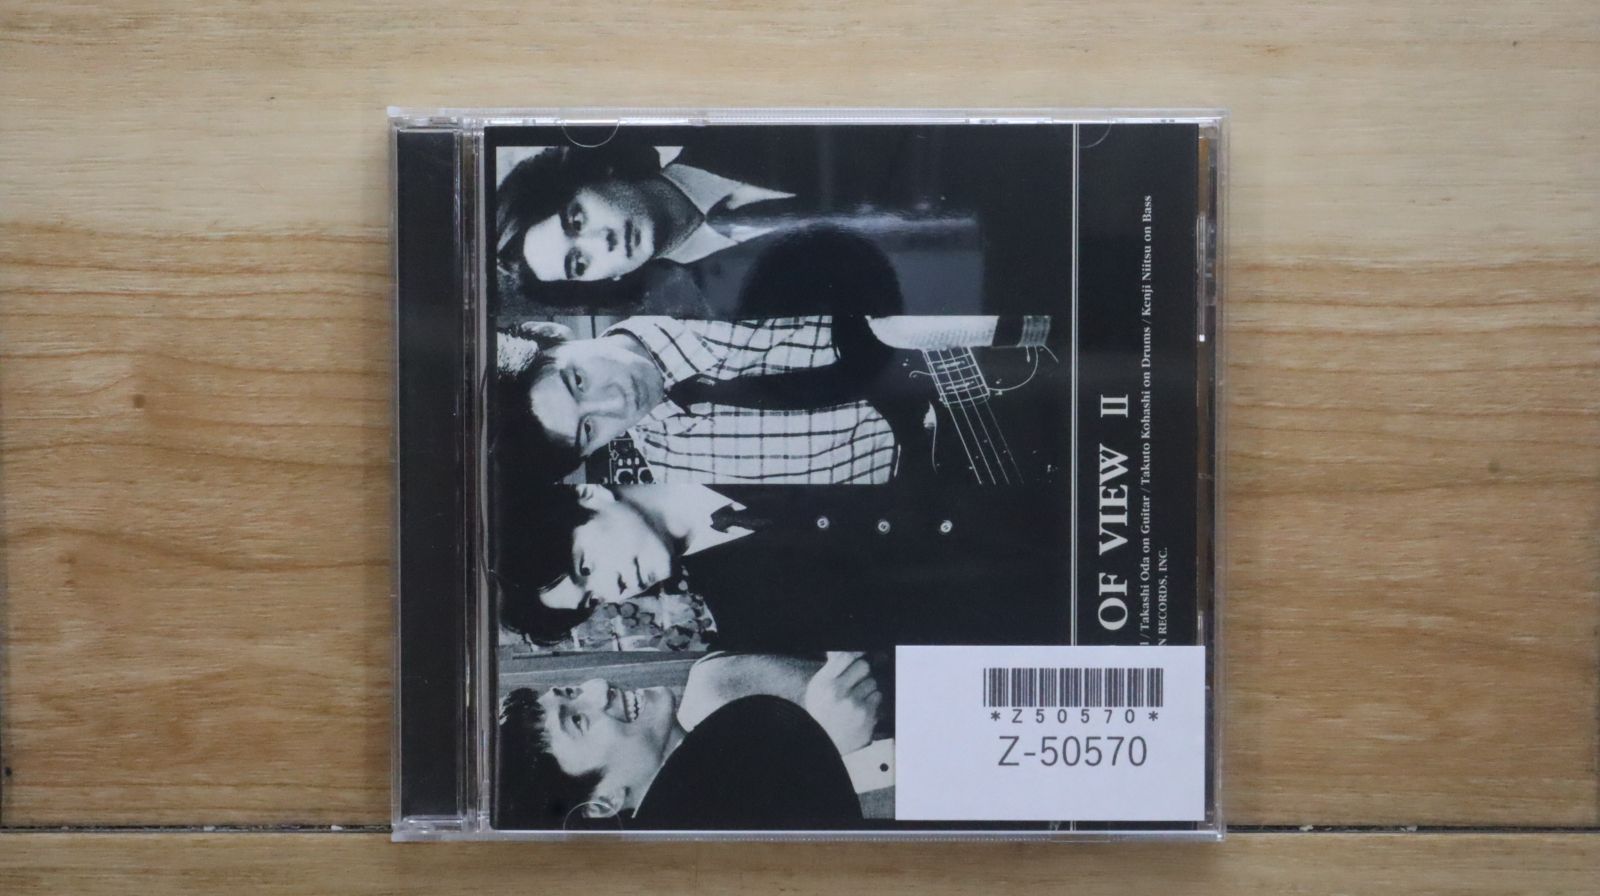 OF VIEW II
/ Takashi Oda on Guitar / Takuto Kohashi on Drums / Kenji Niitsu on Bass
RECORDS, INC.
*Z50570*
Z-50570